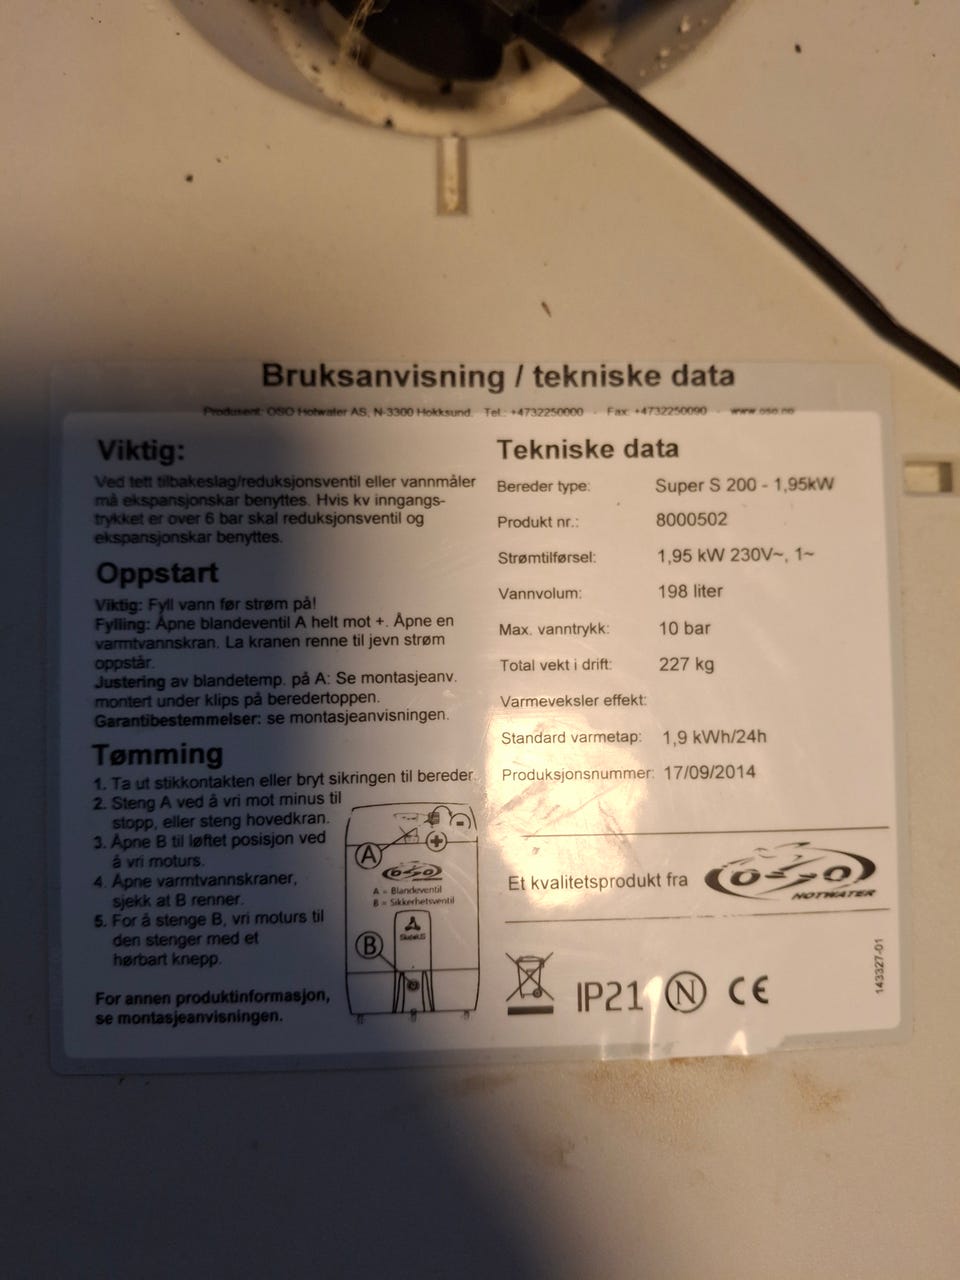 Bruksanvisning / tekniske data
Produsent: OSO Hotwater AS, N-3300 Hokksund. Tel.: +4732250000 - Fax: +4732250090 - www.oso.no
Viktig:
Ved tett tilbakeslag/reduksjonsventil eller vannmåler
må ekspansjonskar benyttes. Hvis kv inngangs-
trykket er over 6 bar skal reduksjonsventil og
ekspansjonskar benyttes.
Oppstart
Viktig: Fyll vann før strøm på!
Fylling: Åpne blandeventil A helt mot +. Åpne en
varmtvannskran. La kranen renne til jevn strøm
oppstår.
Justering av blandetemp. på A: Se montasjeanv.
montert under klips på beredertoppen.
Garantibestemmelser: se montasjeanvisningen.
Tømming
1. Ta ut stikkontakten eller bryt sikringen til bereder.
2. Steng A ved å vri mot minus til
stopp, eller steng hovedkran.
3. Åpne B til løftet posisjon ved
å vri moturs.
4. Åpne varmtvannskraner,
sjekk at B renner.
5. For å stenge B, vri moturs til
den stenger med et
hørbart knepp.
For annen produktinformasjon,
se montasjeanvisningen.
A
OSO
A = Blandeventil
B = Sikkerhetsventil
B
Tekniske data
Bereder type: Super S 200 - 1,95kW
Produkt nr.: 8000502
Strømtilførsel: 1,95 kW 230V~, 1~
Vannvolum: 198 liter
Max. vanntrykk: 10 bar
Total vekt i drift: 227 kg
Varmeveksler effekt:
Standard varmetap: 1,9 kWh/24h
Produksjonsnummer: 17/09/2014
Et kvalitetsprodukt fra OSO
HOTWATER
IP21 N CE
143327-01